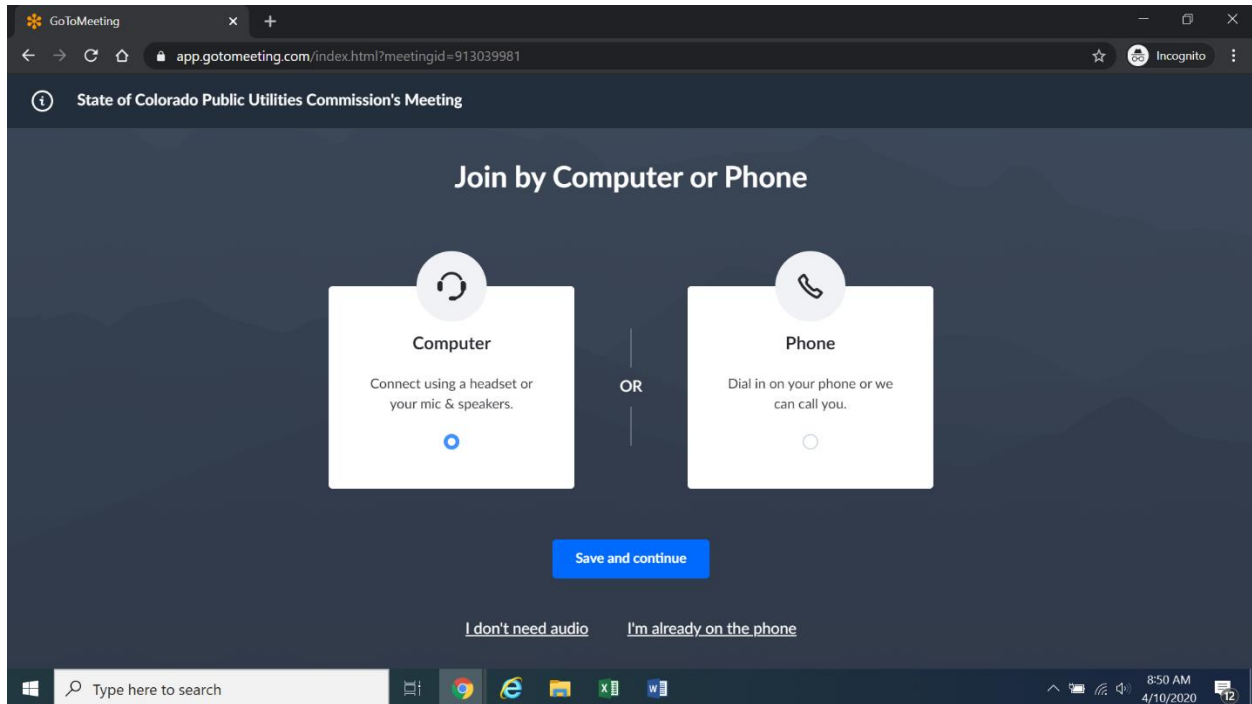 GoToMeeting
app.gotomeeting.com/index.html?meetingid=913039981
Incognito
State of Colorado Public Utilities Commission's Meeting
Join by Computer or Phone
Computer
Connect using a headset or
your mic & speakers.
OR
Phone
Dial in on your phone or we
can call you.
Save and continue
I don't need audio
I'm already on the phone
Type here to search
8:50 AM
4/10/2020
12